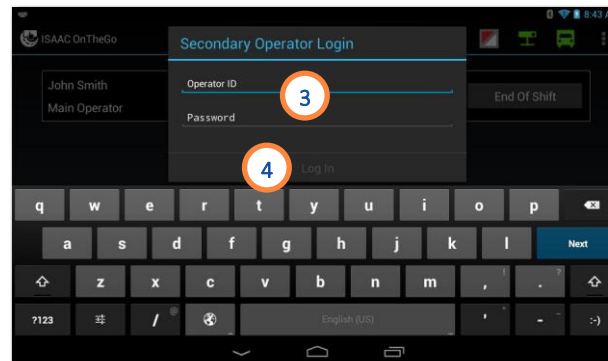 8:43 A
ISAAC OnTheGo
Secondary Operator Login
John Smith
Main Operator
Operator ID
3
Password
End Of Shift
4
Log In
q w e r t y u i o p
a s d f g h j k l Next
z x c v b n m , ! . ?
?123 / @ English (US) ' - _ :-)